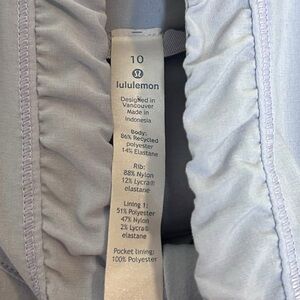 10
lululemon
Designed in
Vancouver
Made in
Indonesia
Body:
86% Recycled
polyester
14% Elastane
Rib:
88% Nylon
12% Lycra®
elastane
Lining 1:
51% Polyester
47% Nylon
2% Lycra®
elastane
Pocket lining:
100% Polyester